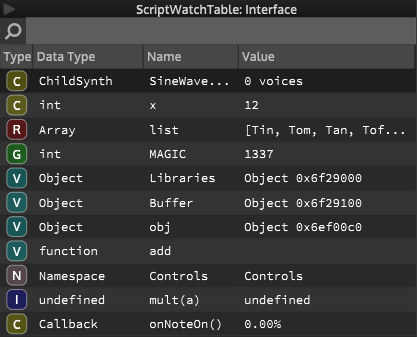 ScriptWatchTable: Interface
Type Data Type Name Value
C ChildSynth SineWave... 0 voices
C int x 12
R Array list [Tin, Tom, Tan, Tof...
G int MAGIC 1337
V Object Libraries Object 0x6f29000
V Object Buffer Object 0x6f29100
V Object obj Object 0x6ef00c0
V function add
N Namespace Controls Controls
I undefined mult(a) undefined
C Callback onNoteOn() 0.00%